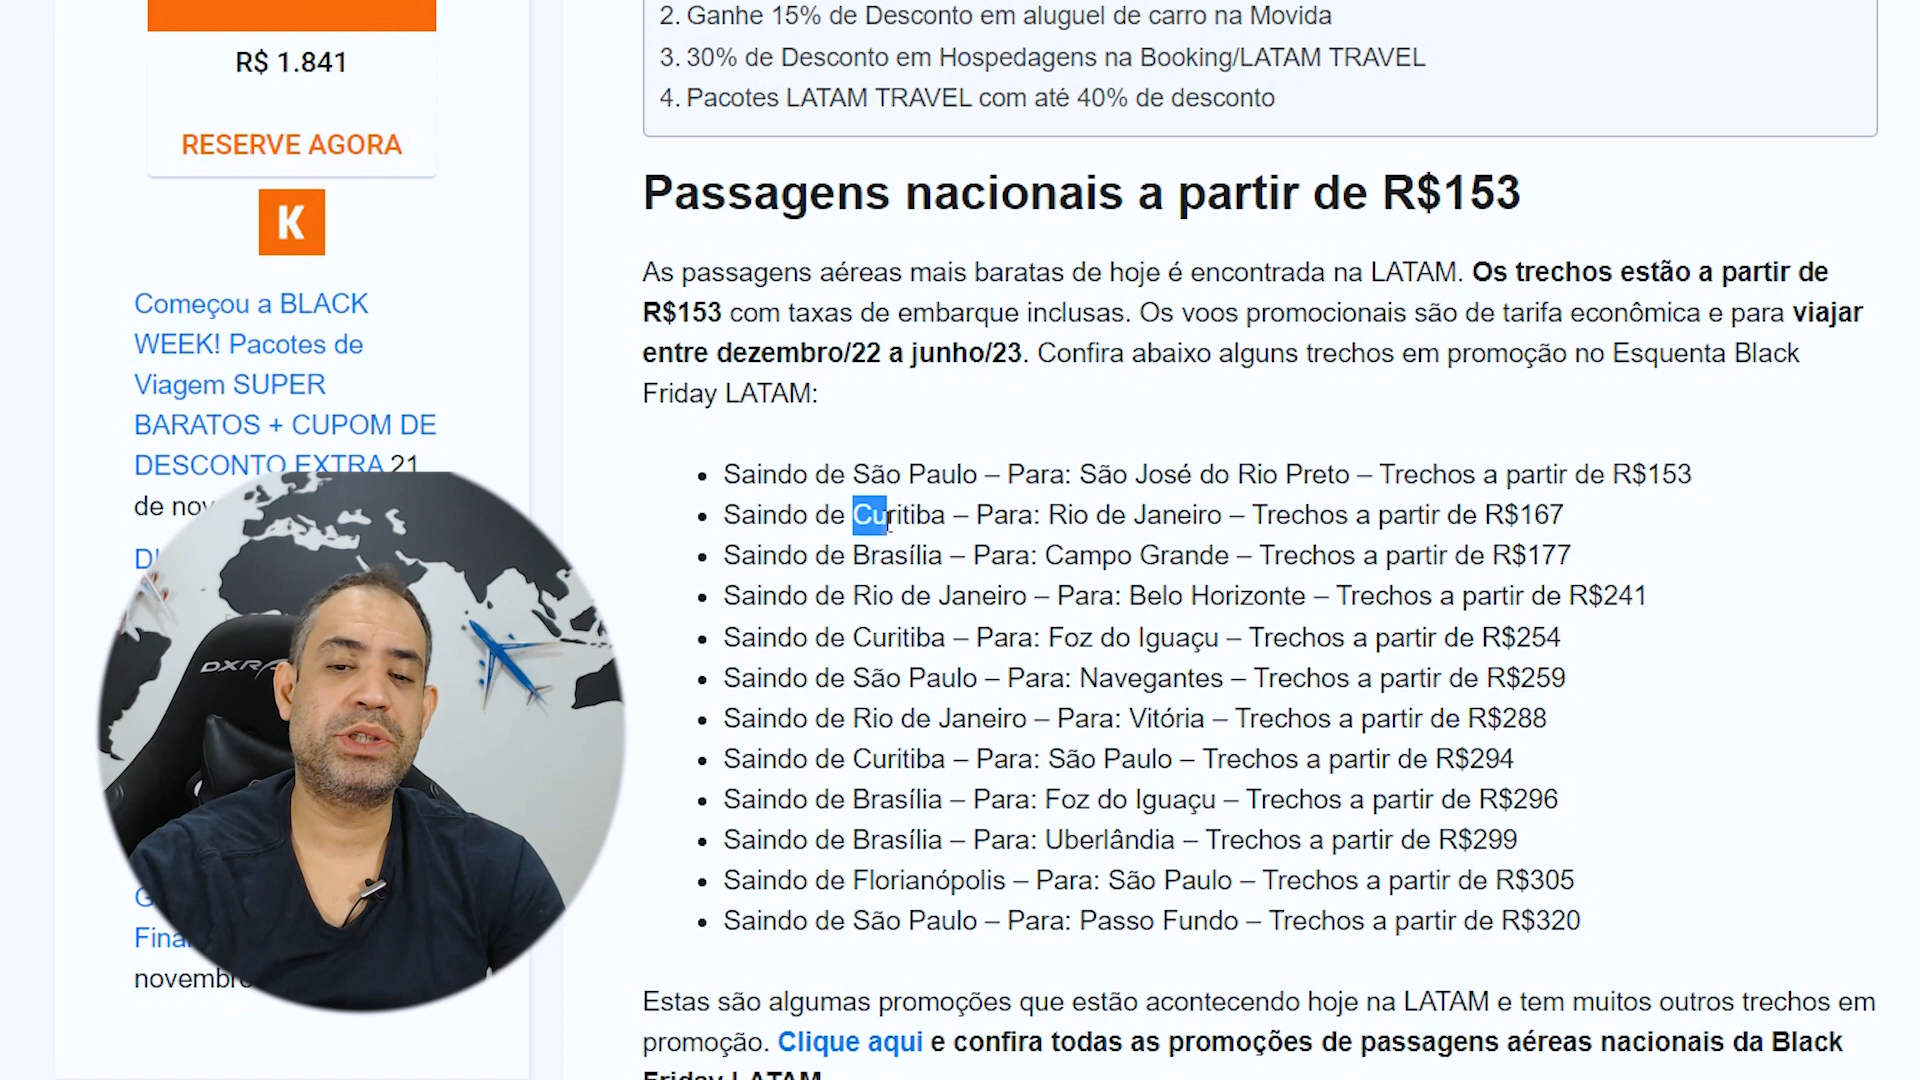 R$ 1.841
RESERVE AGORA
K
Começou a BLACK
WEEK! Pacotes de
Viagem SUPER
BARATOS + CUPOM DE
DESCONTO EXTRA 21
de nov
novembr
2. Ganhe 15% de Desconto em aluguel de carro na Movida
3. 30% de Desconto em Hospedagens na Booking/LATAM TRAVEL
4. Pacotes LATAM TRAVEL com até 40% de desconto
Passagens nacionais a partir de R$153
As passagens aéreas mais baratas de hoje é encontrada na LATAM. Os trechos estão a partir de
R$153 com taxas de embarque inclusas. Os voos promocionais são de tarifa econômica e para viajar
entre dezembro/22 a junho/23. Confira abaixo alguns trechos em promoção no Esquenta Black
Friday LATAM:
• Saindo de São Paulo – Para: São José do Rio Preto – Trechos a partir de R$153
• Saindo de Curitiba – Para: Rio de Janeiro – Trechos a partir de R$167
• Saindo de Brasília – Para: Campo Grande – Trechos a partir de R$177
• Saindo de Rio de Janeiro – Para: Belo Horizonte – Trechos a partir de R$241
• Saindo de Curitiba – Para: Foz do Iguaçu – Trechos a partir de R$254
• Saindo de São Paulo – Para: Navegantes – Trechos a partir de R$259
• Saindo de Rio de Janeiro – Para: Vitória – Trechos a partir de R$288
• Saindo de Curitiba – Para: São Paulo – Trechos a partir de R$294
• Saindo de Brasília – Para: Foz do Iguaçu – Trechos a partir de R$296
• Saindo de Brasília – Para: Uberlândia – Trechos a partir de R$299
• Saindo de Florianópolis – Para: São Paulo – Trechos a partir de R$305
• Saindo de São Paulo – Para: Passo Fundo – Trechos a partir de R$320
Estas são algumas promoções que estão acontecendo hoje na LATAM e tem muitos outros trechos em
promoção. Clique aqui e confira todas as promoções de passagens aéreas nacionais da Black
Friday LATAM